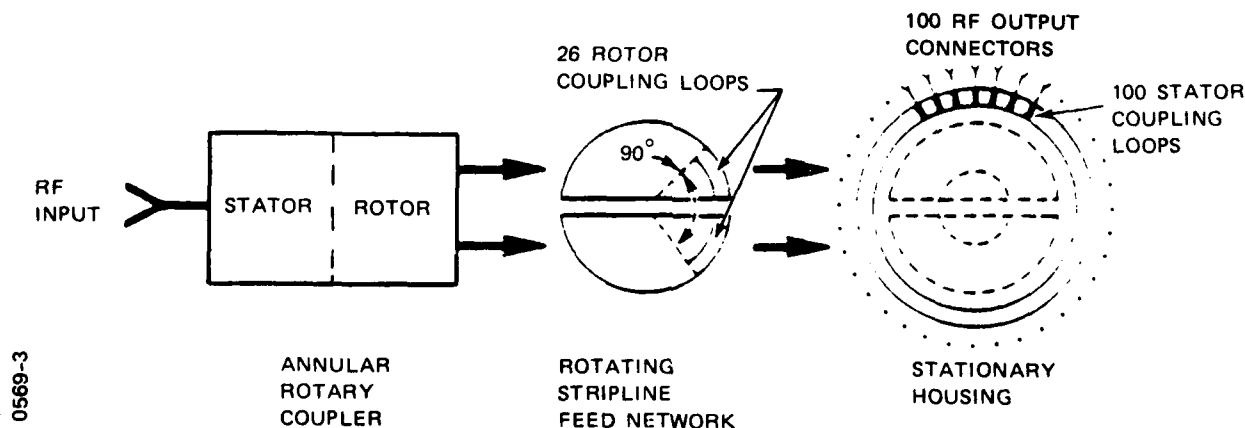 100 RF OUTPUT
CONNECTORS
26 ROTOR
COUPLING LOOPS
100 STATOR
COUPLING
LOOPS
90°
RF
INPUT
STATOR
ROTOR
ANNULAR
ROTARY
COUPLER
ROTATING
STRIPLINE
FEED NETWORK
STATIONARY
HOUSING
0569-3